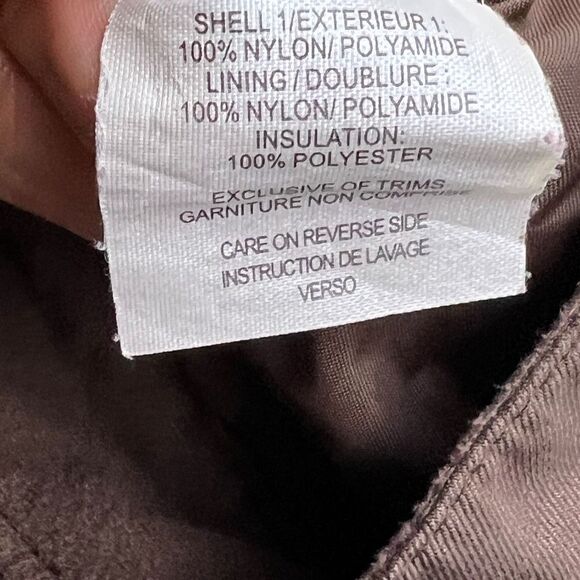 SHELL 1/EXTERIEUR 1:
100% NYLON/ POLYAMIDE
LINING / DOUBLURE :
100% NYLON/ POLYAMIDE
INSULATION:
100% POLYESTER
EXCLUSIVE OF TRIMS
GARNITURE NON COMPRISE
CARE ON REVERSE SIDE
INSTRUCTION DE LAVAGE
VERSO